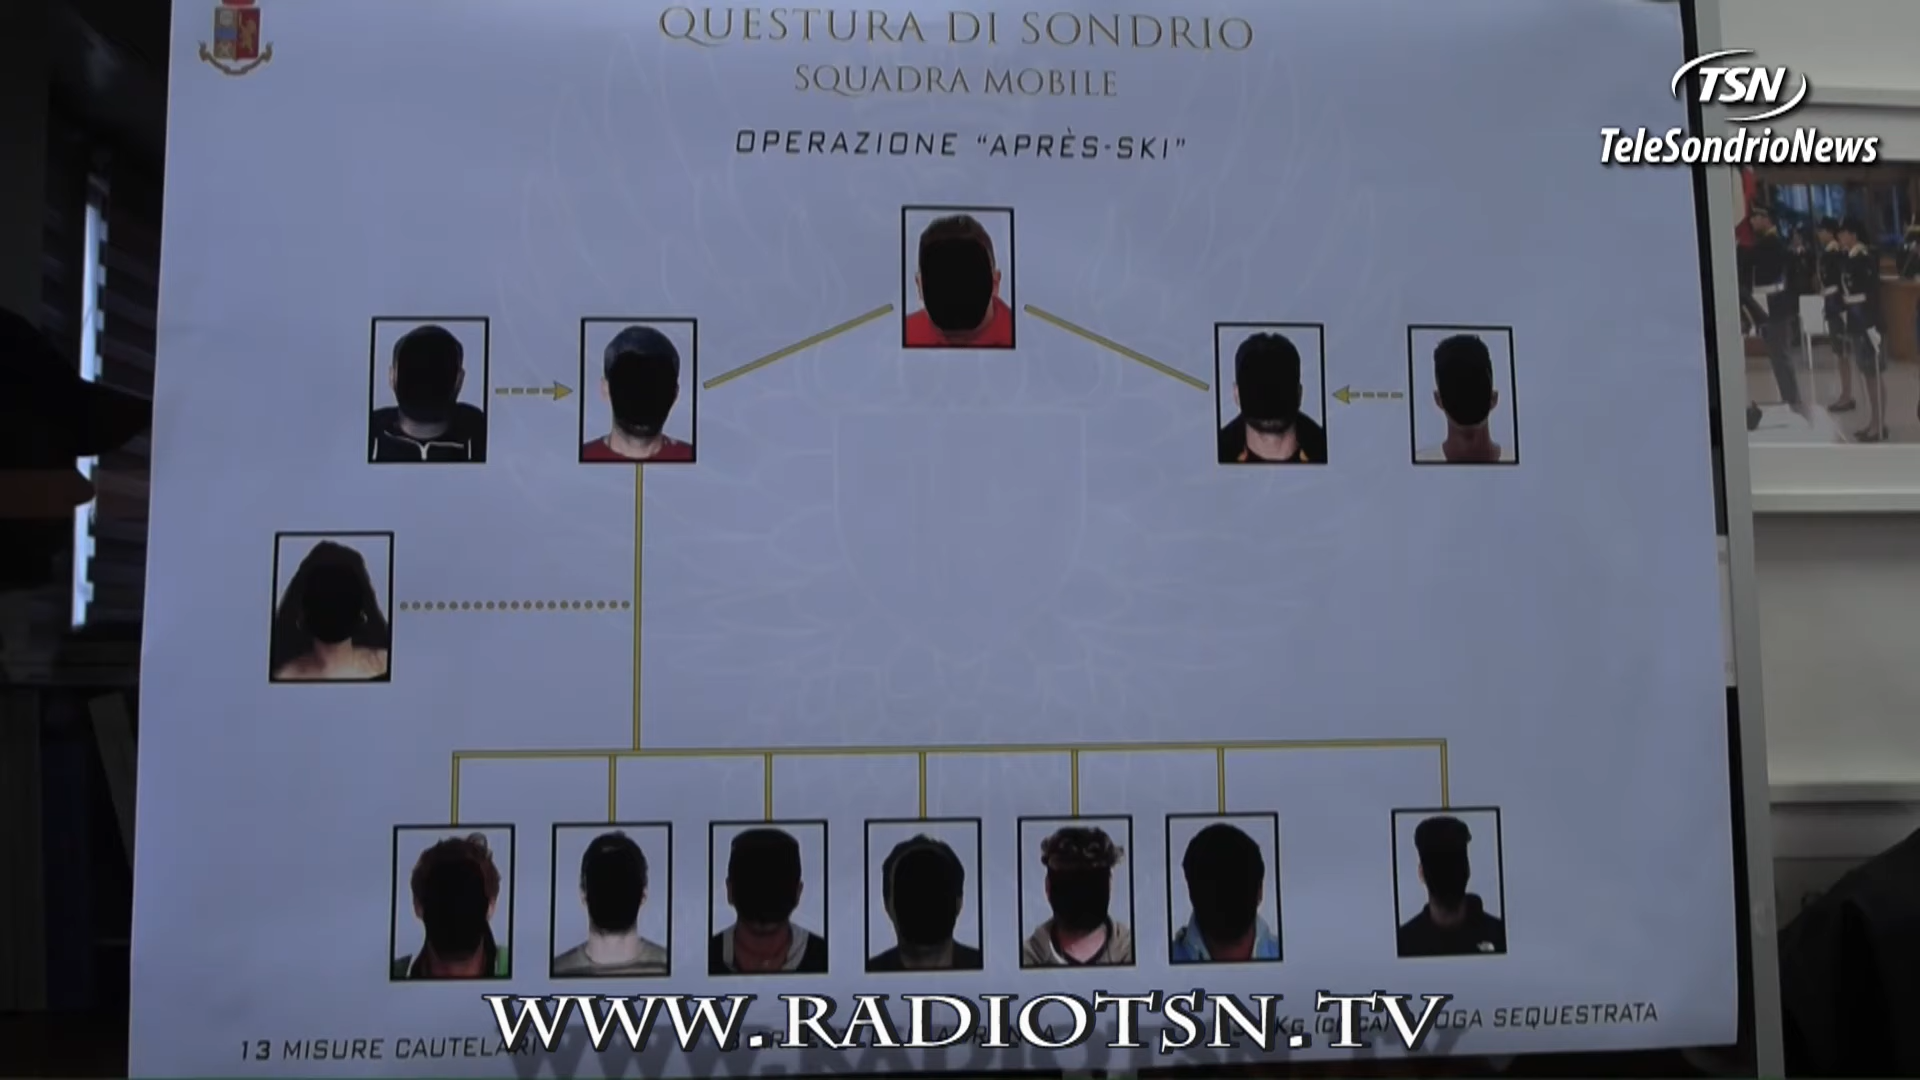 QUESTURA DI SONDRIO
SQUADRA MOBILE
OPERAZIONE "APRÈS-SKI"
TSN
TeleSondrioNews
13 MISURE CAUTELARI
SEQUESTRATA
WWW.RADIOTSN.TV